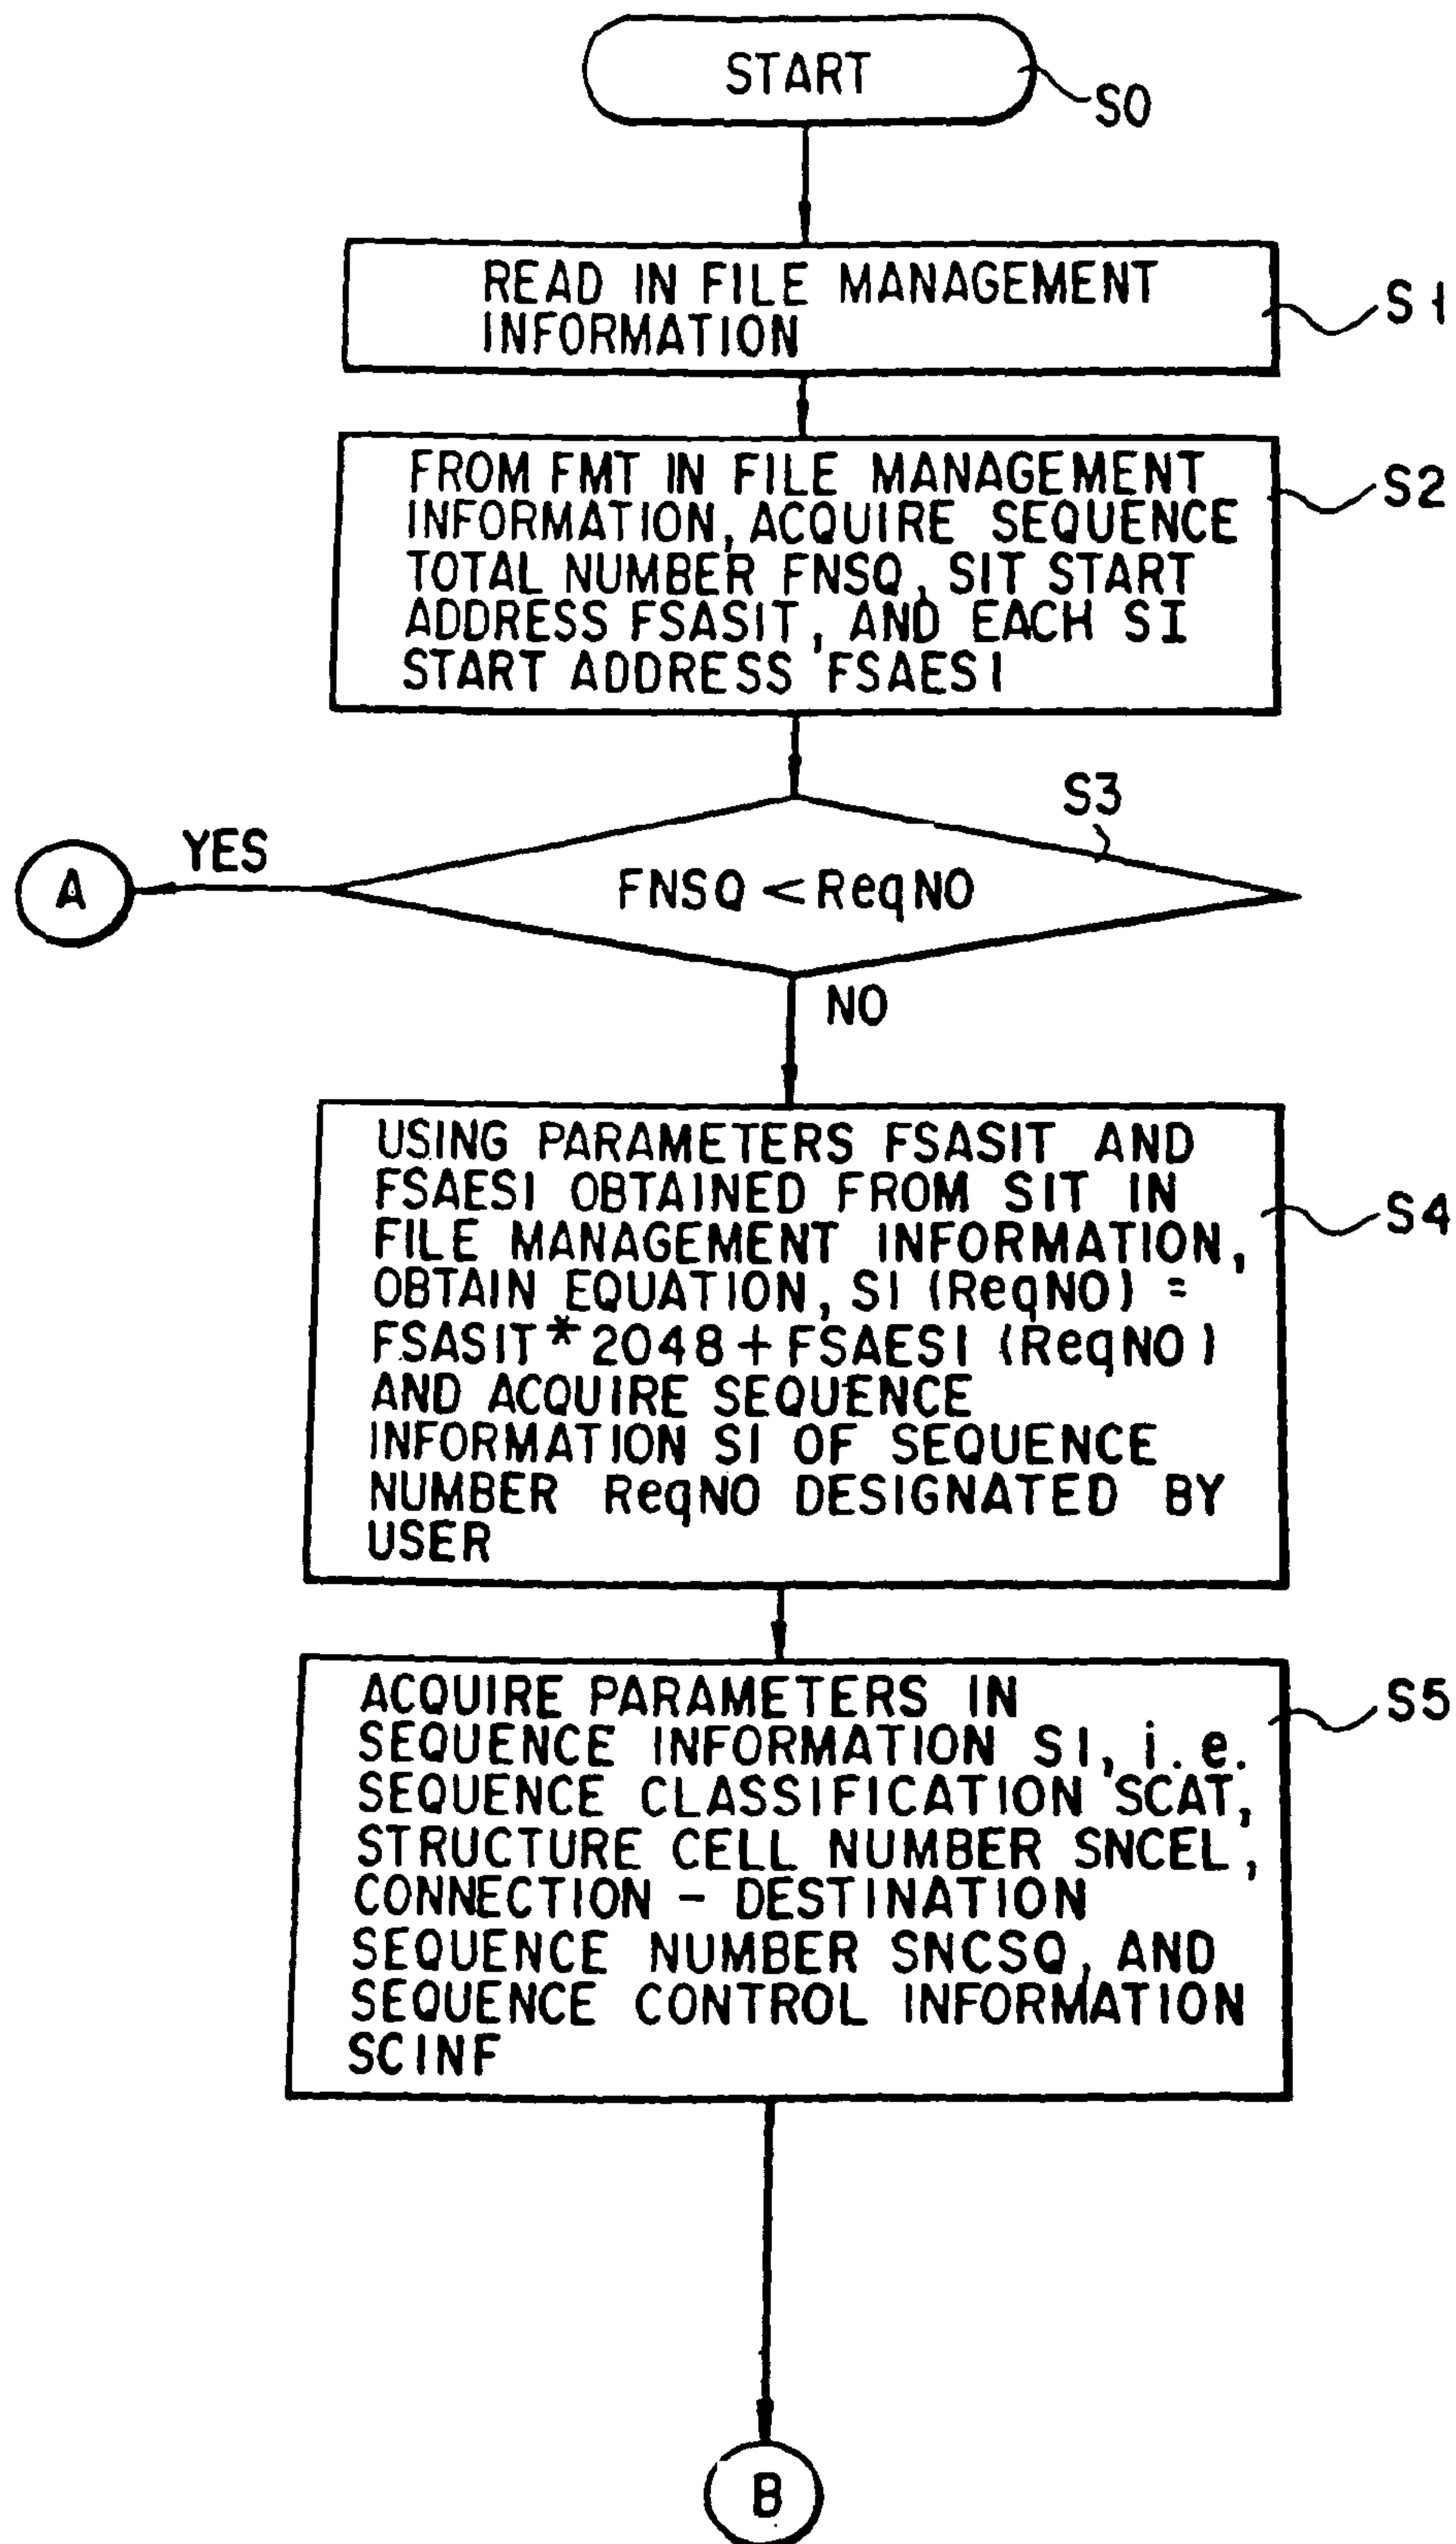 START
S0
READ IN FILE MANAGEMENT
INFORMATION
S1
FROM FMT IN FILE MANAGEMENT
INFORMATION, ACQUIRE SEQUENCE
TOTAL NUMBER FNSQ, SIT START
ADDRESS FSASIT, AND EACH SI
START ADDRESS FSAESI
S2
S3
FNSQ < ReqNO
YES
A
NO
USING PARAMETERS FSASIT AND
FSAESI OBTAINED FROM SIT IN
FILE MANAGEMENT INFORMATION,
OBTAIN EQUATION, SI (ReqNO) =
FSASIT * 2048 + FSAESI (ReqNO)
AND ACQUIRE SEQUENCE
INFORMATION SI OF SEQUENCE
NUMBER ReqNO DESIGNATED BY
USER
S4
ACQUIRE PARAMETERS IN
SEQUENCE INFORMATION SI, i.e.
SEQUENCE CLASSIFICATION SCAT,
STRUCTURE CELL NUMBER SNCEL,
CONNECTION - DESTINATION
SEQUENCE NUMBER SNCSQ, AND
SEQUENCE CONTROL INFORMATION
SCINF
S5
B